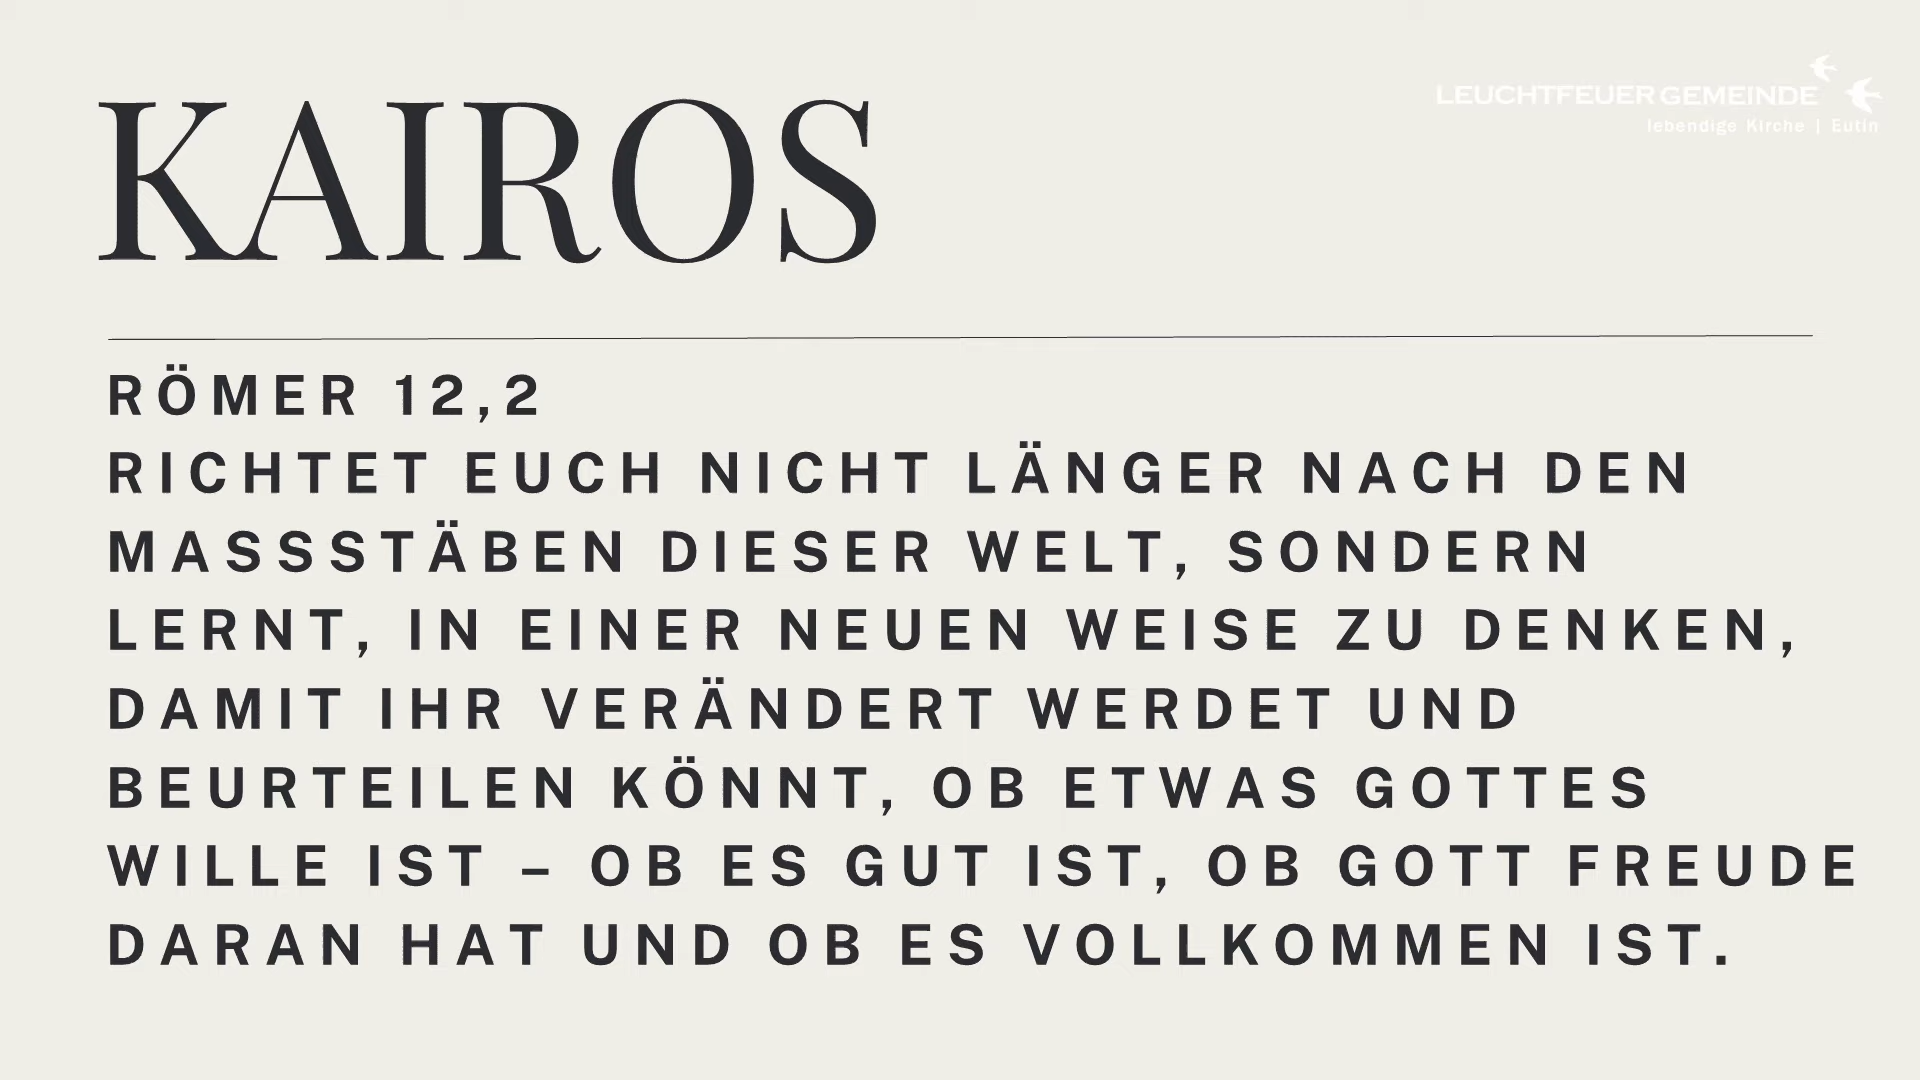 KAIROS
LEUCHTFEUER GEMEINDE
lebendige Kirche | Eutin
RÖMER 12,2
RICHTET EUCH NICHT LÄNGER NACH DEN
MASSSTÄBEN DIESER WELT, SONDERN
LERNT, IN EINER NEUEN WEISE ZU DENKEN,
DAMIT IHR VERÄNDERT WERDET UND
BEURTEILEN KÖNNT, OB ETWAS GOTTES
WILLE IST – OB ES GUT IST, OB GOTT FREUDE
DARAN HAT UND OB ES VOLLKOMMEN IST.